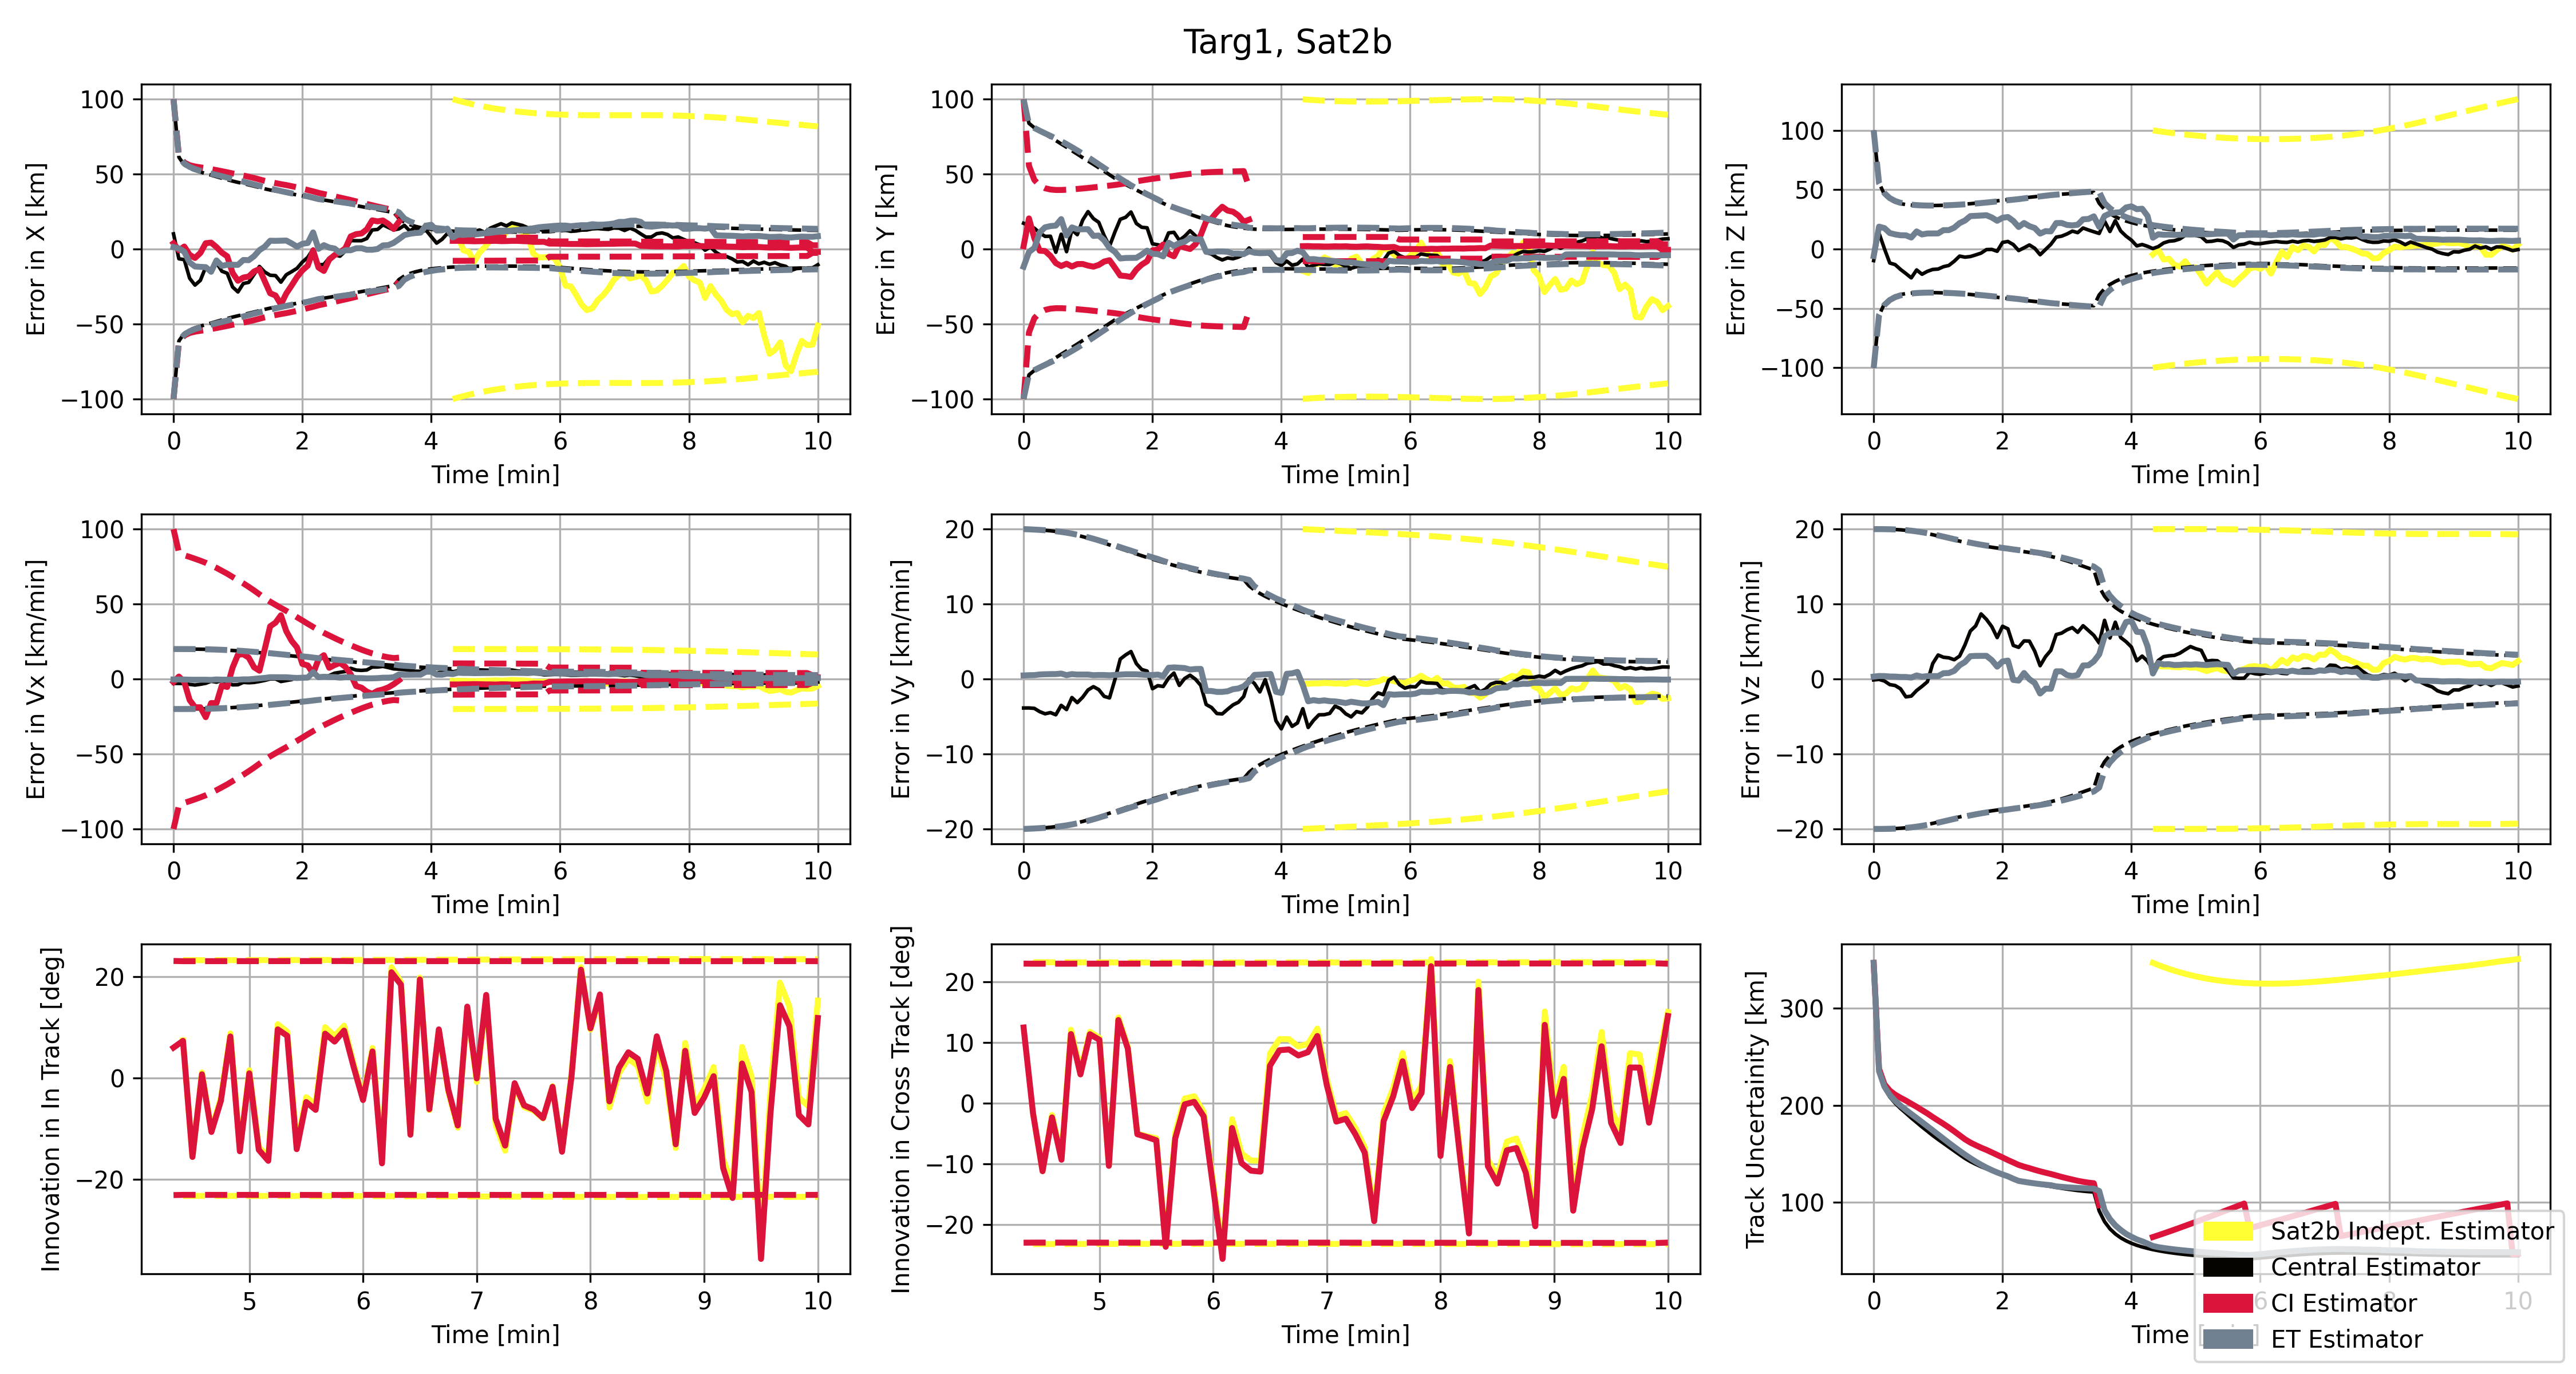 Targ1, Sat2b
Error in X [km]
100
50
0
−50
−100
0 2 4 6 8 10
Time [min]
Error in Y [km]
100
50
0
−50
−100
0 2 4 6 8 10
Time [min]
Error in Z [km]
100
50
0
−50
−100
0 2 4 6 8 10
Time [min]
Error in Vx [km/min]
100
50
0
−50
−100
0 2 4 6 8 10
Time [min]
Error in Vy [km/min]
20
10
0
−10
−20
0 2 4 6 8 10
Time [min]
Error in Vz [km/min]
20
10
0
−10
−20
0 2 4 6 8 10
Time [min]
Innovation in In Track [deg]
20
0
−20
5 6 7 8 9 10
Time [min]
Innovation in Cross Track [deg]
20
10
0
−10
−20
5 6 7 8 9 10
Time [min]
Track Uncertainity [km]
300
200
100
0 2 4 6 8 10
Time
Sat2b Indept. Estimator
Central Estimator
CI Estimator
ET Estimator